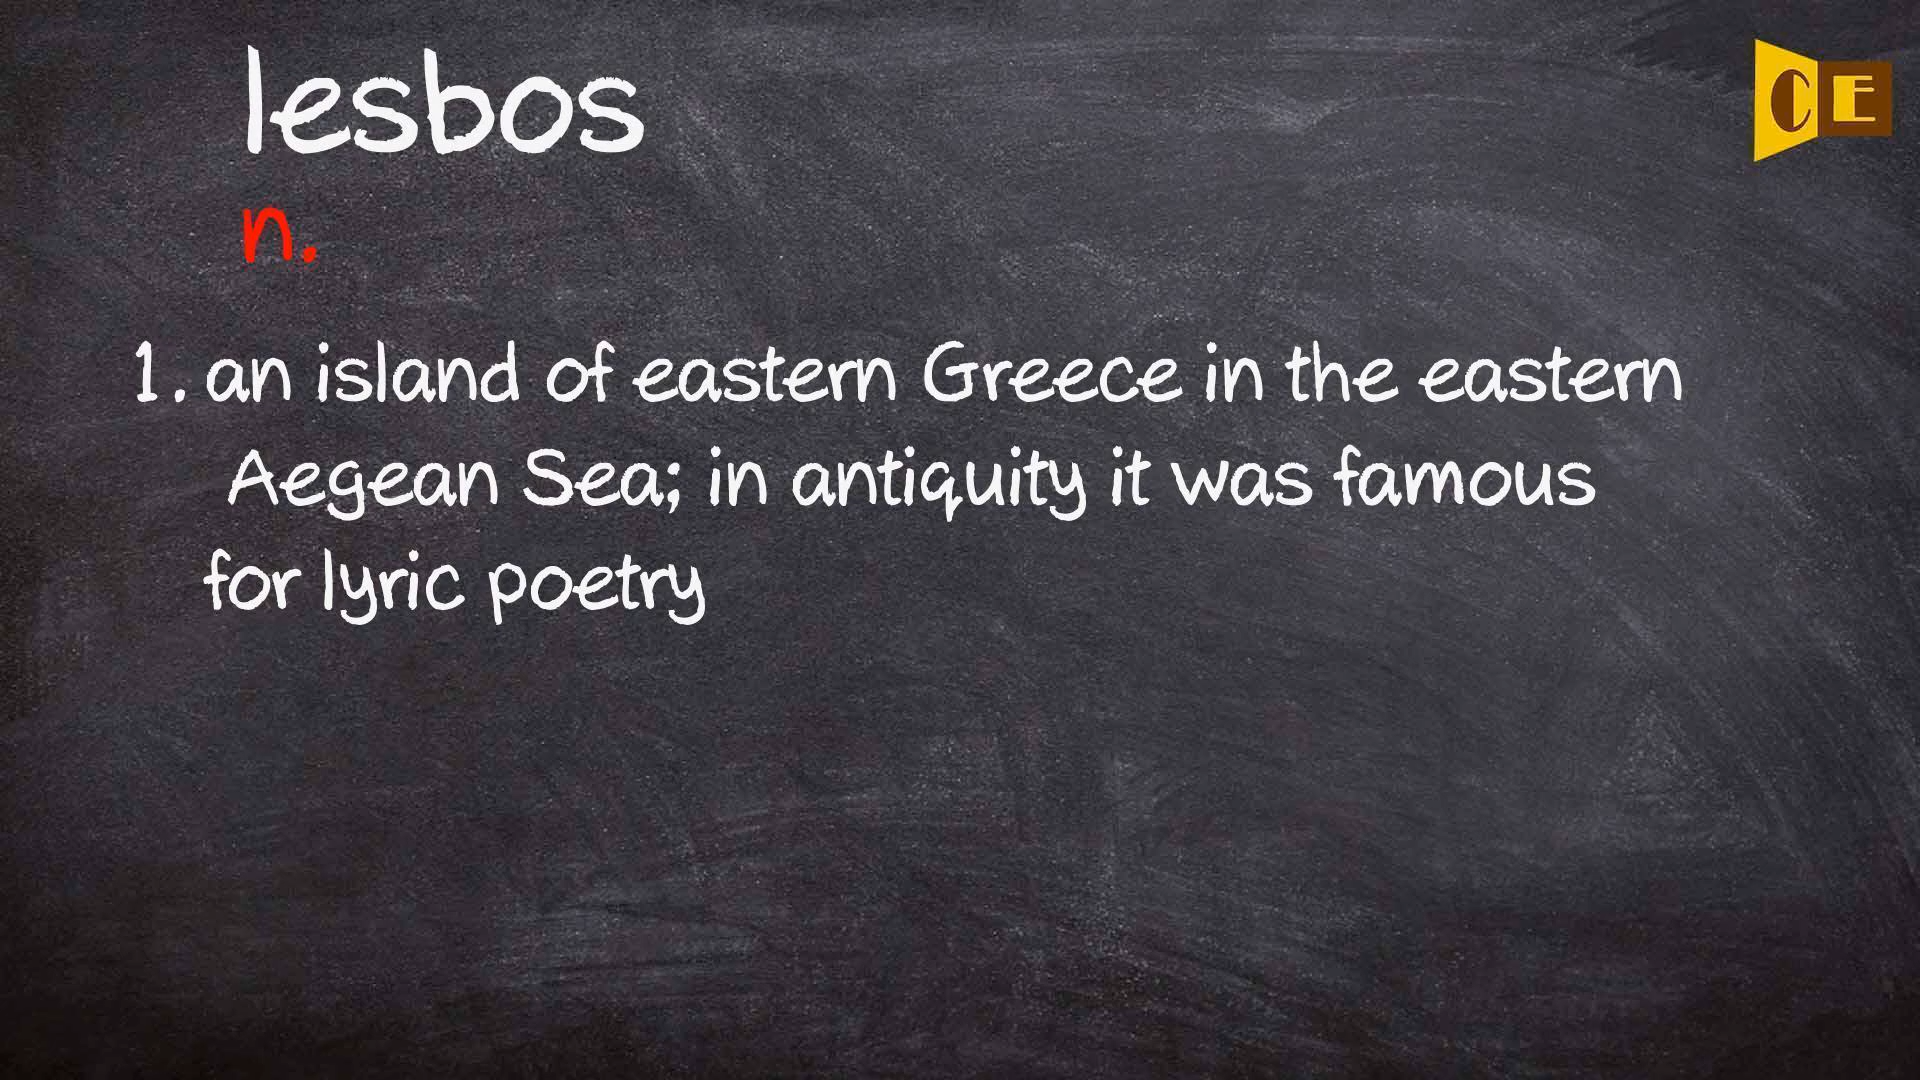 lesbos
CE
n.
1. an island of eastern Greece in the eastern
Aegean Sea; in antiquity it was famous
for lyric poetry